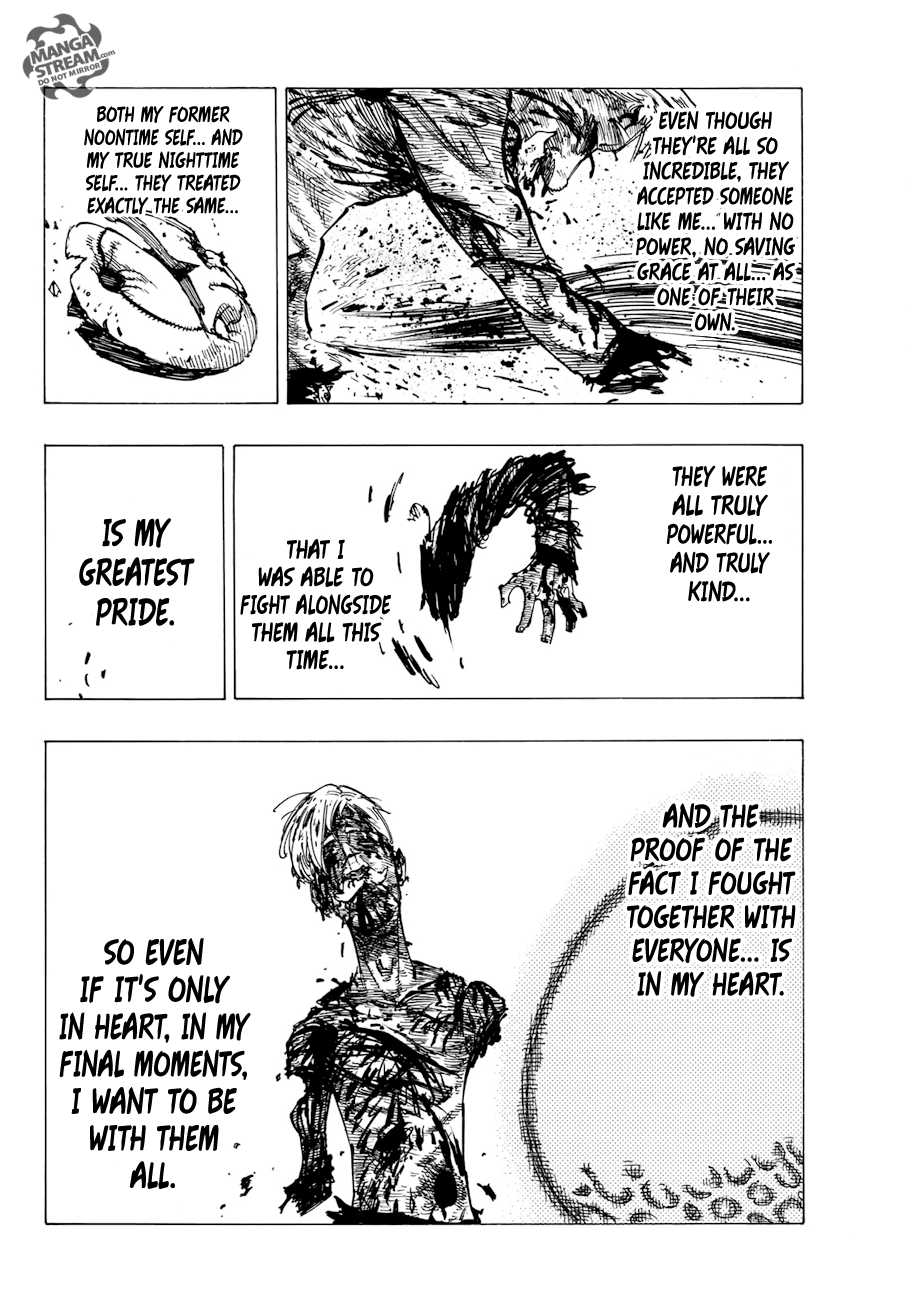 MANGA
STREAM.com
DO NOT MIRROR
EVEN THOUGH
THEY'RE ALL SO
INCREDIBLE, THEY
ACCEPTED SOMEONE
LIKE ME... WITH NO
POWER, NO SAVING
GRACE AT ALL... AS
ONE OF THEIR
OWN.
BOTH MY FORMER
NOONTIME SELF... AND
MY TRUE NIGHTTIME
SELF... THEY TREATED
EXACTLY THE SAME...
THEY WERE
ALL TRULY
POWERFUL...
AND TRULY
KIND...
THAT I
WAS ABLE TO
FIGHT ALONGSIDE
THEM ALL THIS
TIME...
IS MY
GREATEST
PRIDE.
AND THE
PROOF OF THE
FACT I FOUGHT
TOGETHER WITH
EVERYONE... IS
IN MY HEART.
SO EVEN
IF IT'S ONLY
IN HEART, IN MY
FINAL MOMENTS,
I WANT TO BE
WITH THEM
ALL.